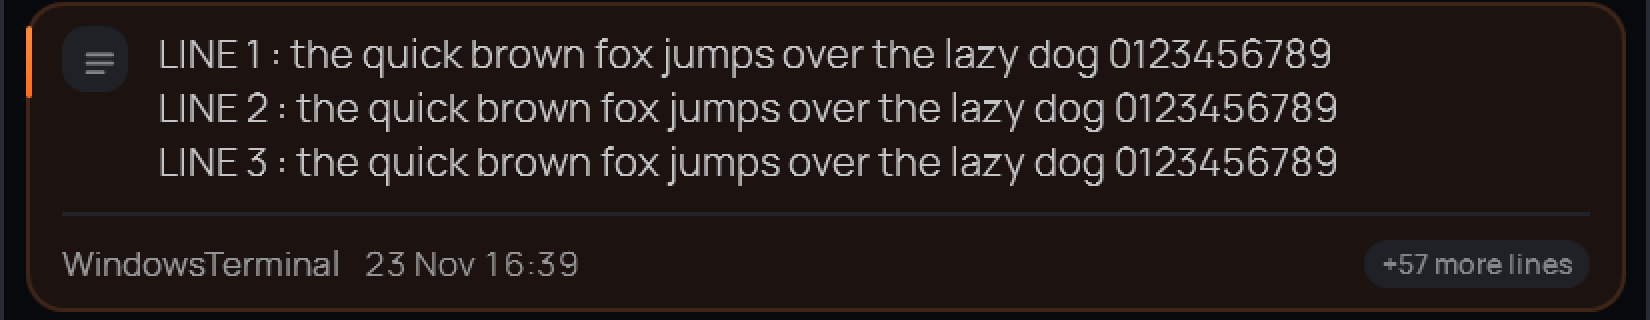 LINE 1 : the quick brown fox jumps over the lazy dog 0123456789
LINE 2 : the quick brown fox jumps over the lazy dog 0123456789
LINE 3 : the quick brown fox jumps over the lazy dog 0123456789
WindowsTerminal 23 Nov 16:39 +57 more lines